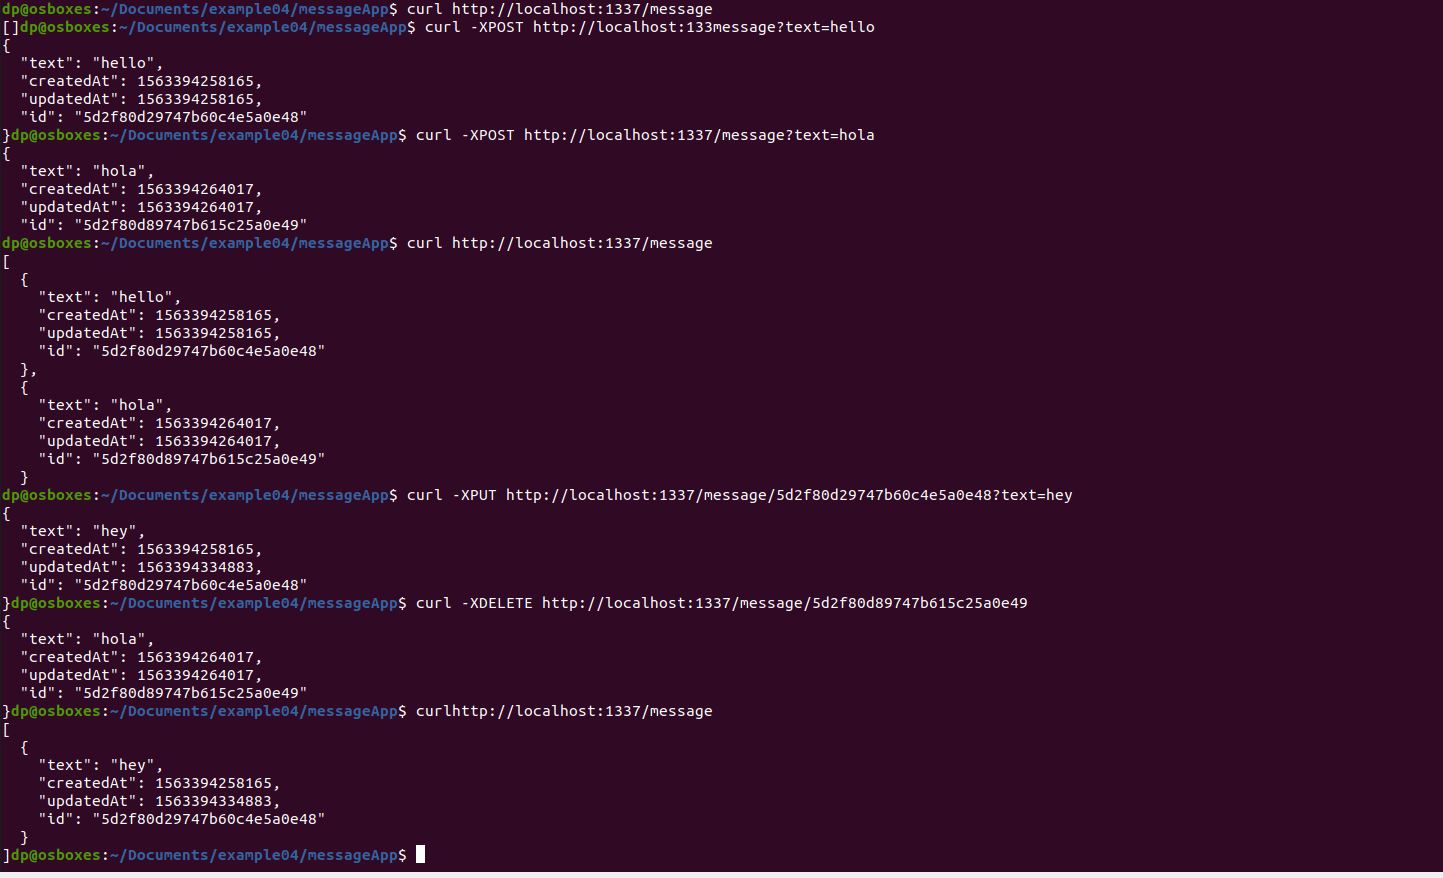 dp@osboxes:~/Documents/example04/messageApp$ curl http://localhost:1337/message
[]dp@osboxes:~/Documents/example04/messageApp$ curl -XPOST http://localhost:133message?text=hello
{
  "text": "hello",
  "createdAt": 1563394258165,
  "updatedAt": 1563394258165,
  "id": "5d2f80d29747b60c4e5a0e48"
}dp@osboxes:~/Documents/example04/messageApp$ curl -XPOST http://localhost:1337/message?text=hola
{
  "text": "hola",
  "createdAt": 1563394264017,
  "updatedAt": 1563394264017,
  "id": "5d2f80d89747b615c25a0e49"
dp@osboxes:~/Documents/example04/messageApp$ curl http://localhost:1337/message
[
  {
    "text": "hello",
    "createdAt": 1563394258165,
    "updatedAt": 1563394258165,
    "id": "5d2f80d29747b60c4e5a0e48"
  },
  {
    "text": "hola",
    "createdAt": 1563394264017,
    "updatedAt": 1563394264017,
    "id": "5d2f80d89747b615c25a0e49"
  }
dp@osboxes:~/Documents/example04/messageApp$ curl -XPUT http://localhost:1337/message/5d2f80d29747b60c4e5a0e48?text=hey
{
  "text": "hey",
  "createdAt": 1563394258165,
  "updatedAt": 1563394334883,
  "id": "5d2f80d29747b60c4e5a0e48"
}dp@osboxes:~/Documents/example04/messageApp$ curl -XDELETE http://localhost:1337/message/5d2f80d89747b615c25a0e49
{
  "text": "hola",
  "createdAt": 1563394264017,
  "updatedAt": 1563394264017,
  "id": "5d2f80d89747b615c25a0e49"
}dp@osboxes:~/Documents/example04/messageApp$ curlhttp://localhost:1337/message
[
  {
    "text": "hey",
    "createdAt": 1563394258165,
    "updatedAt": 1563394334883,
    "id": "5d2f80d29747b60c4e5a0e48"
  }
]dp@osboxes:~/Documents/example04/messageApp$